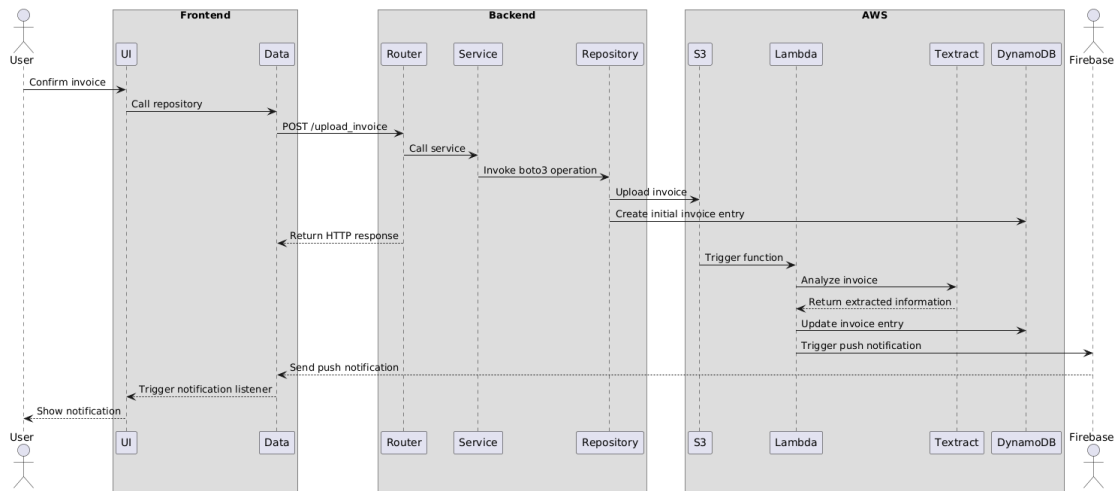 Frontend
Backend
AWS
User
UI
Data
Router
Service
Repository
S3
Lambda
Textract
DynamoDB
Firebase
Confirm invoice
Call repository
POST /upload_invoice
Call service
Invoke boto3 operation
Upload invoice
Create initial invoice entry
Return HTTP response
Trigger function
Analyze invoice
Return extracted information
Update invoice entry
Trigger push notification
Send push notification
Trigger notification listener
Show notification
User
UI
Data
Router
Service
Repository
S3
Lambda
Textract
DynamoDB
Firebase